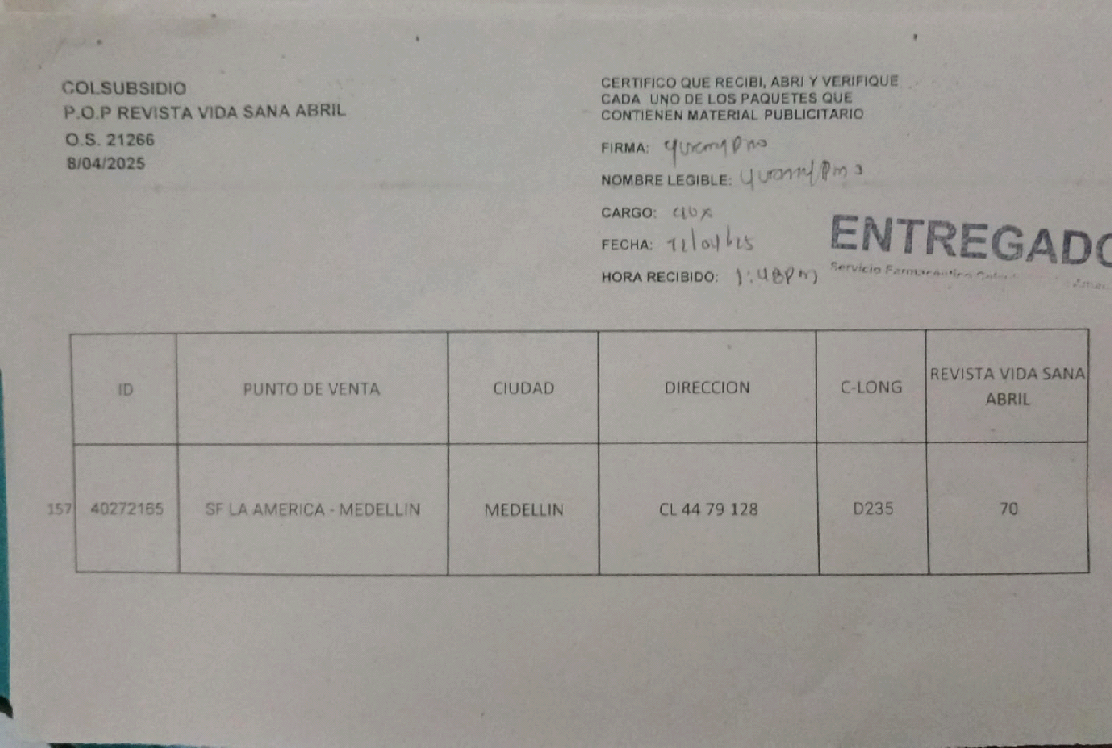 COLSUBSIDIO
P.O.P REVISTA VIDA SANA ABRIL
O.S. 21266
8/04/2025
CERTIFICO QUE RECIBI, ABRI Y VERIFIQUE
CADA UNO DE LOS PAQUETES QUE
CONTIENEN MATERIAL PUBLICITARIO
FIRMA:
NOMBRE LEGIBLE:
CARGO:
FECHA:
HORA RECIBIDO: 1:48pm
ENTREGADO
Servicio Farmacéutico
ID PUNTO DE VENTA CIUDAD DIRECCION C-LONG REVISTA VIDA SANA
ABRIL
157 40272165 SF LA AMERICA - MEDELLIN MEDELLIN CL 44 79 128 D235 70